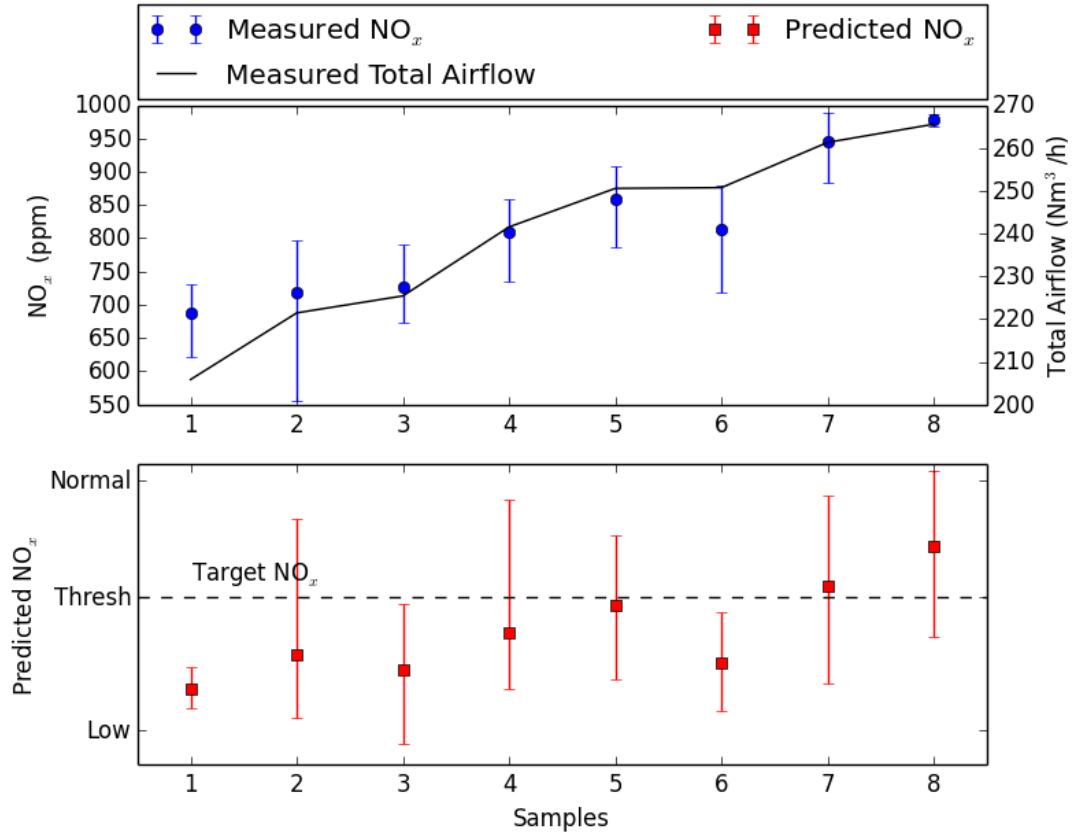 Measured NOx Predicted NOx
Measured Total Airflow
1000
950
900
850
800
750
700
650
600
550
NOx (ppm)
270
260
250
240
230
220
210
200
Total Airflow (Nm³/h)
1 2 3 4 5 6 7 8
Normal
Thresh
Low
Predicted NOx
Target NOx
1 2 3 4 5 6 7 8
Samples